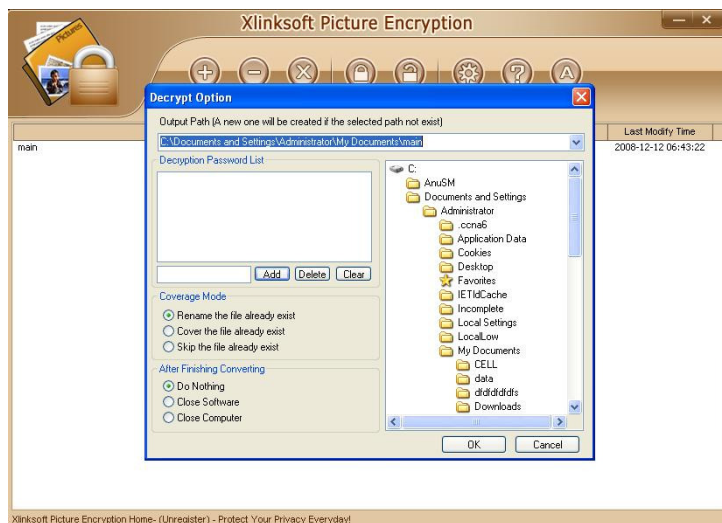 Xlinksoft Picture Encryption
Pictures
Decrypt Option
Output Path (A new one will be created if the selected path not exist)
C:\Documents and Settings\Administrator\My Documents\main
Last Modify Time
main
2008-12-12 06:43:22
Decryption Password List
Add
Delete
Clear
Coverage Mode
Rename the file already exist
Cover the file already exist
Skip the file already exist
After Finishing Converting
Do Nothing
Close Software
Close Computer
C:
AnuSM
Documents and Settings
Administrator
.ccna6
Application Data
Cookies
Desktop
Favorites
IETldCache
Incomplete
Local Settings
LocalLow
My Documents
CELL
data
dfdfdfdfs
Downloads
OK
Cancel
Xlinksoft Picture Encryption Home- (Unregister) - Protect Your Privacy Everyday!